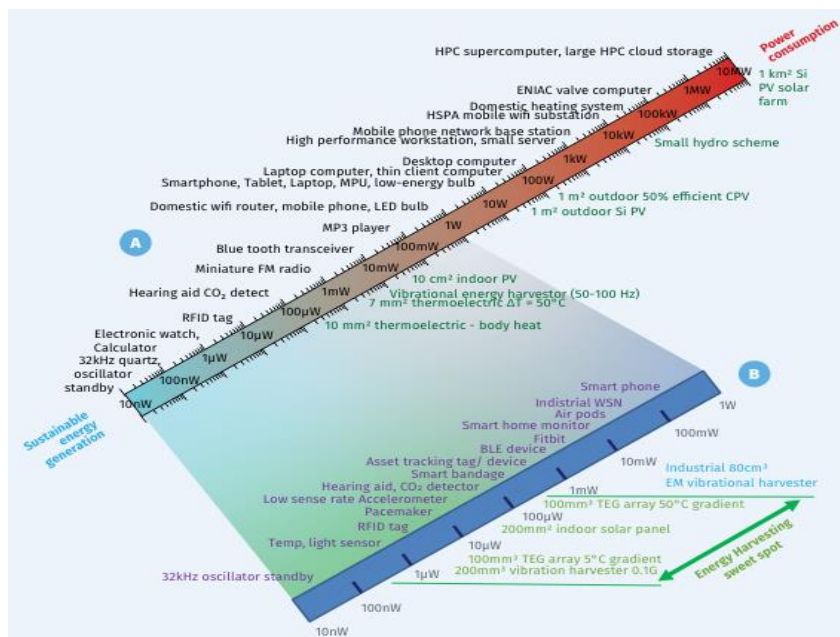 HPC supercomputer, large HPC cloud storage
Power
consumption
10MW
1 km² Si
PV solar
farm
ENIAC valve computer
1MW
Domestic heating system
HSPA mobile wifi substation
100kW
Mobile phone network base station
High performance workstation, small server
10kW
Small hydro scheme
Desktop computer
1kW
Laptop computer, thin client computer
Smartphone, Tablet, Laptop, MPU, low-energy bulb
100W
1 m² outdoor 50% efficient CPV
1 m² outdoor Si PV
Domestic wifi router, mobile phone, LED bulb
10W
MP3 player
1W
A
Blue tooth transceiver
100mW
Miniature FM radio
10mW
10 cm² indoor PV
Hearing aid CO₂ detect
1mW
Vibrational energy harvestor (50-100 Hz)
7 mm² thermoelectric ΔT = 50°C
RFID tag
100µW
10 mm² thermoelectric - body heat
Electronic watch,
Calculator
10µW
32kHz quartz,
oscillator
standby
1µW
100nW
10nW
Sustainable
energy
generation
B
Smart phone
1W
Indistrial WSN
Air pods
100mW
Smart home monitor
Fitbit
BLE device
10mW
Asset tracking tag/ device
Smart bandage
Industrial 80cm³
EM vibrational harvester
Hearing aid, CO₂ detector
1mW
Low sense rate Accelerometer
100mm³ TEG array 50°C gradient
Pacemaker
100µW
RFID tag
200mm² indoor solar panel
Temp, light sensor
10µW
100mm³ TEG array 5°C gradient
200mm³ vibration harvester 0.1G
Energy Harvesting
sweet spot
32kHz oscillator standby
1µW
100nW
10nW